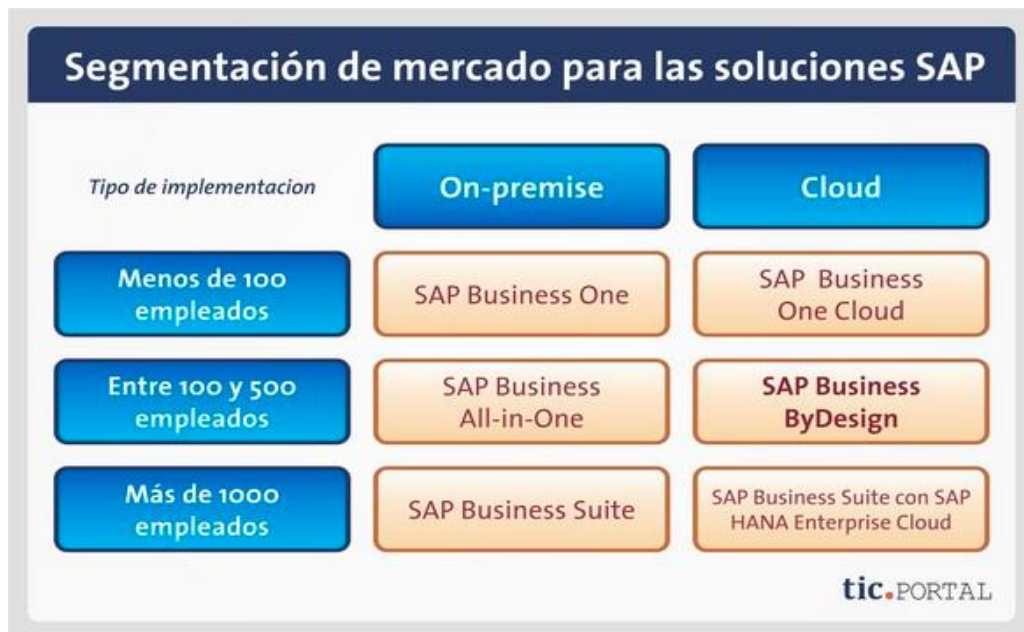 Segmentación de mercado para las soluciones SAP
Tipo de implementacion
On-premise
Cloud
Menos de 100
empleados
SAP Business One
SAP Business
One Cloud
Entre 100 y 500
empleados
SAP Business
All-in-One
SAP Business
ByDesign
Más de 1000
empleados
SAP Business Suite
SAP Business Suite con SAP
HANA Enterprise Cloud
tic.PORTAL